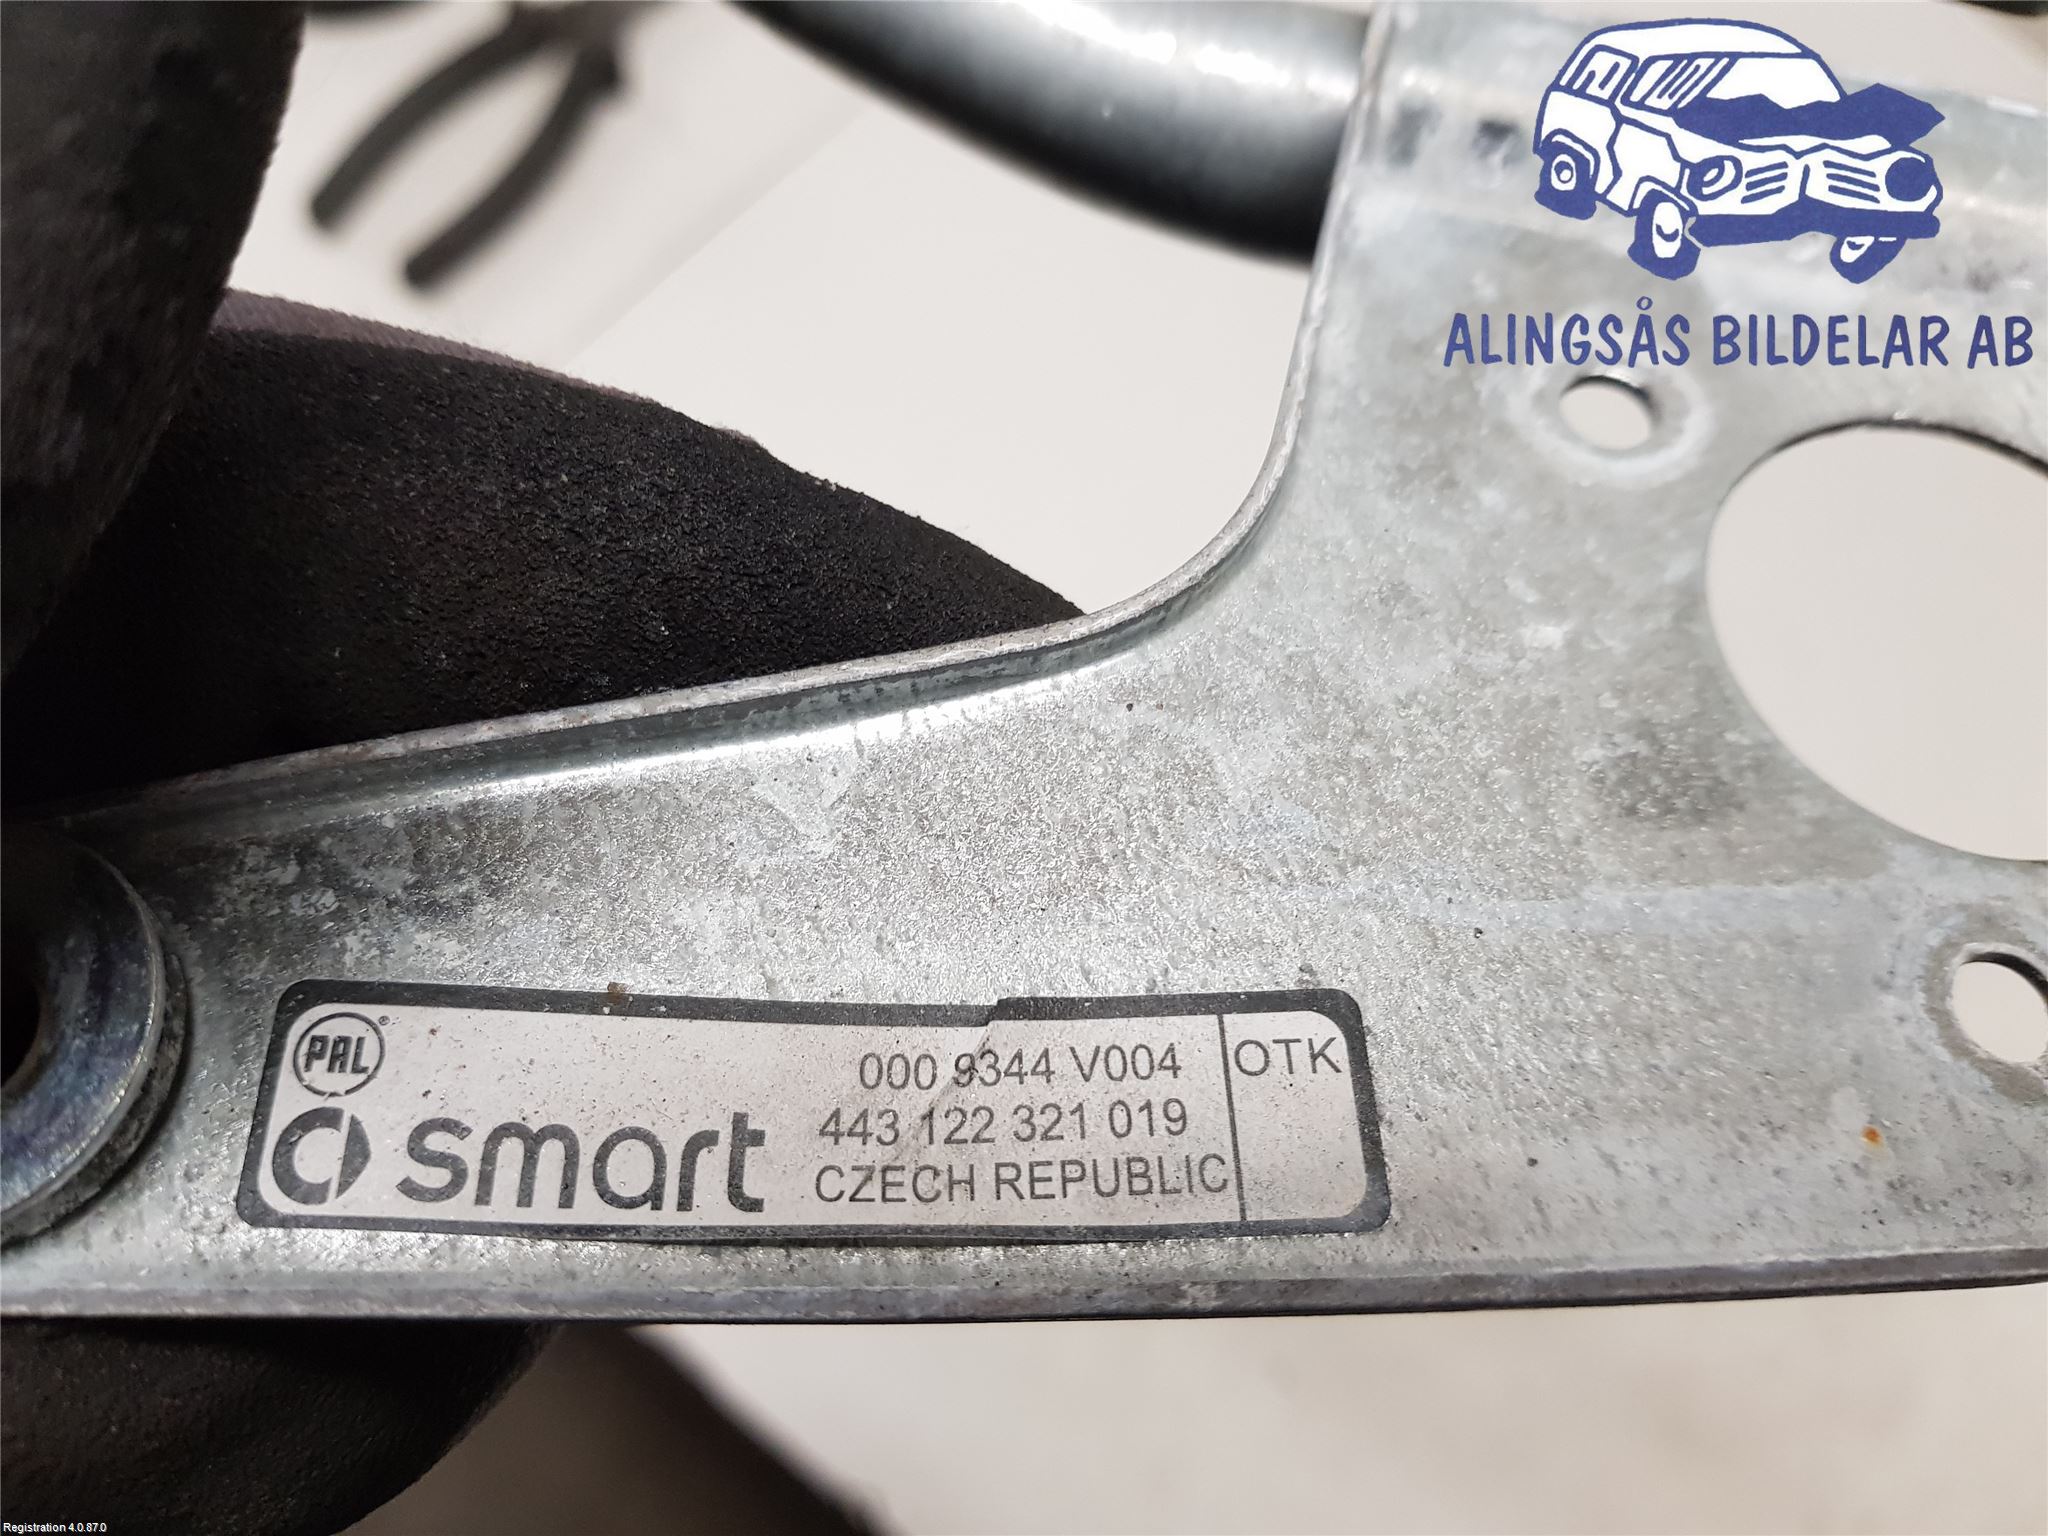 ALINGSÅS BILDELAR AB
PAL®
smart
000 9344 V004
443 122 321 019
CZECH REPUBLIC
OTK
Registration 4.0.87.0